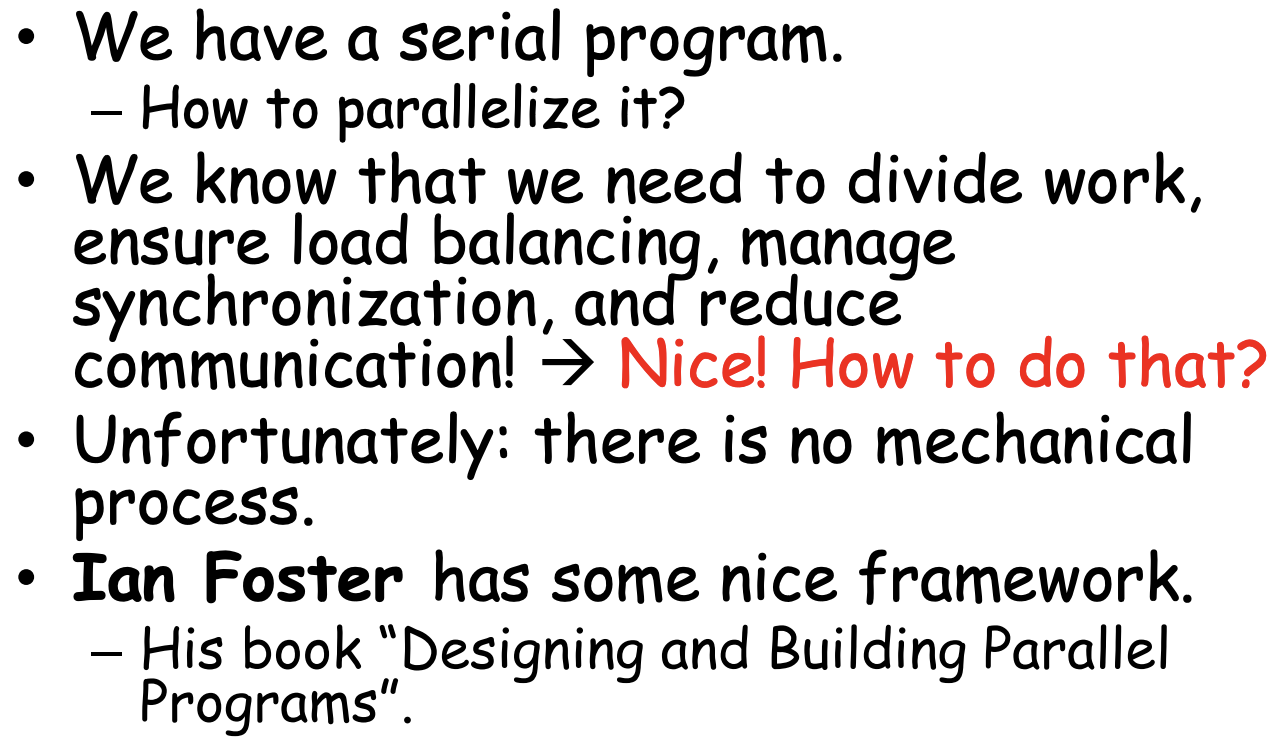 • We have a serial program.
– How to parallelize it?
• We know that we need to divide work,
ensure load balancing, manage
synchronization, and reduce
communication! → Nice! How to do that?
• Unfortunately: there is no mechanical
process.
• Ian Foster has some nice framework.
– His book “Designing and Building Parallel
Programs”.